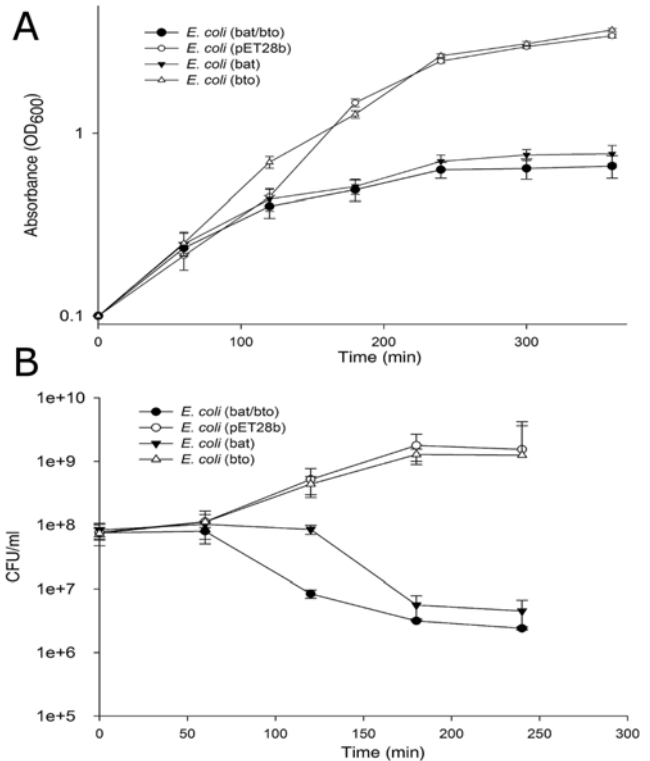 A
E. coli (bat/bto)
E. coli (pET28b)
E. coli (bat)
E. coli (bto)
Absorbance (OD600)
1
0.1
0
100
200
300
Time (min)
B
1e+10
E. coli (bat/bto)
E. coli (pET28b)
E. coli (bat)
E. coli (bto)
1e+9
1e+8
CFU/ml
1e+7
1e+6
1e+5
0
50
100
150
200
250
300
Time (min)